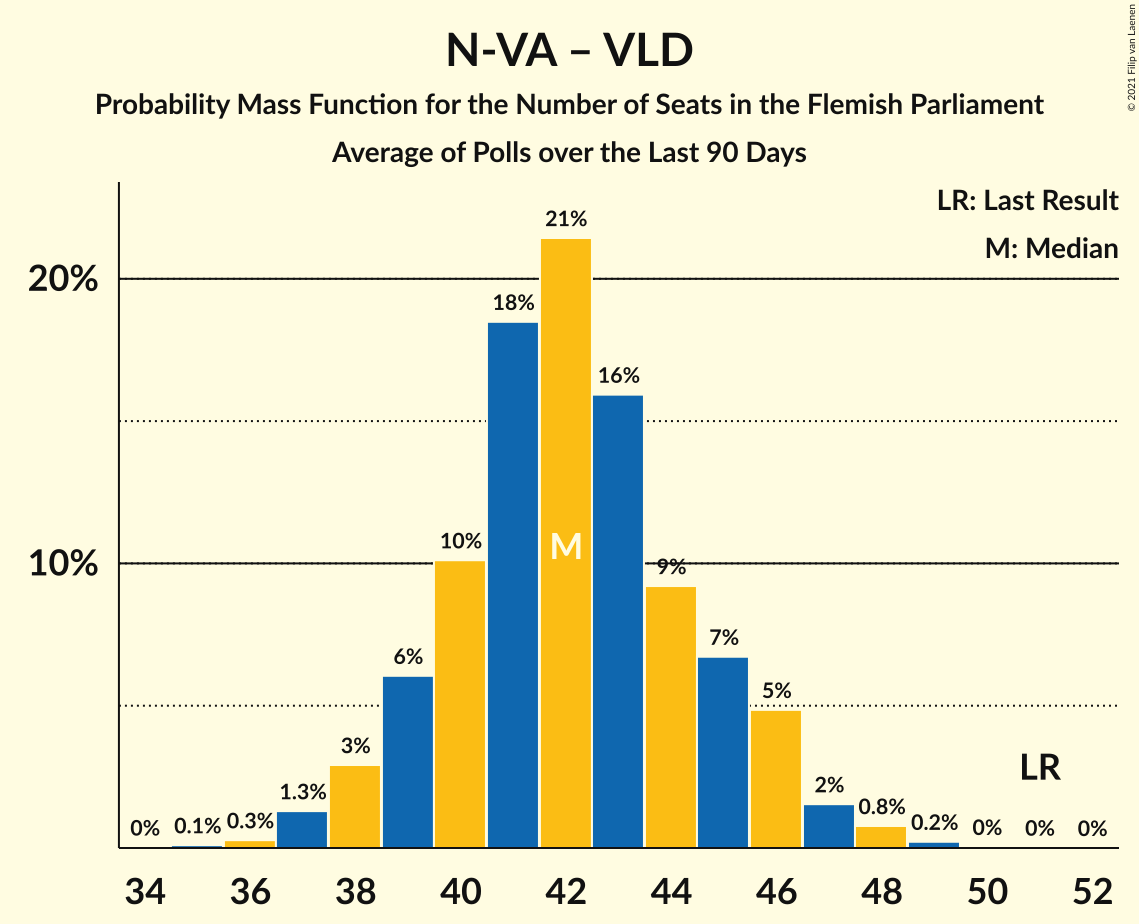 N-VA – VLD
Probability Mass Function for the Number of Seats in the Flemish Parliament
Average of Polls over the Last 90 Days
© 2021 Filip van Laenen
LR: Last Result
M: Median
20%
10%
0%
0.1%
0.3%
1.3%
3%
6%
10%
18%
21%
16%
9%
7%
5%
2%
0.8%
0.2%
0%
0%
0%
M
LR
34 36 38 40 42 44 46 48 50 52